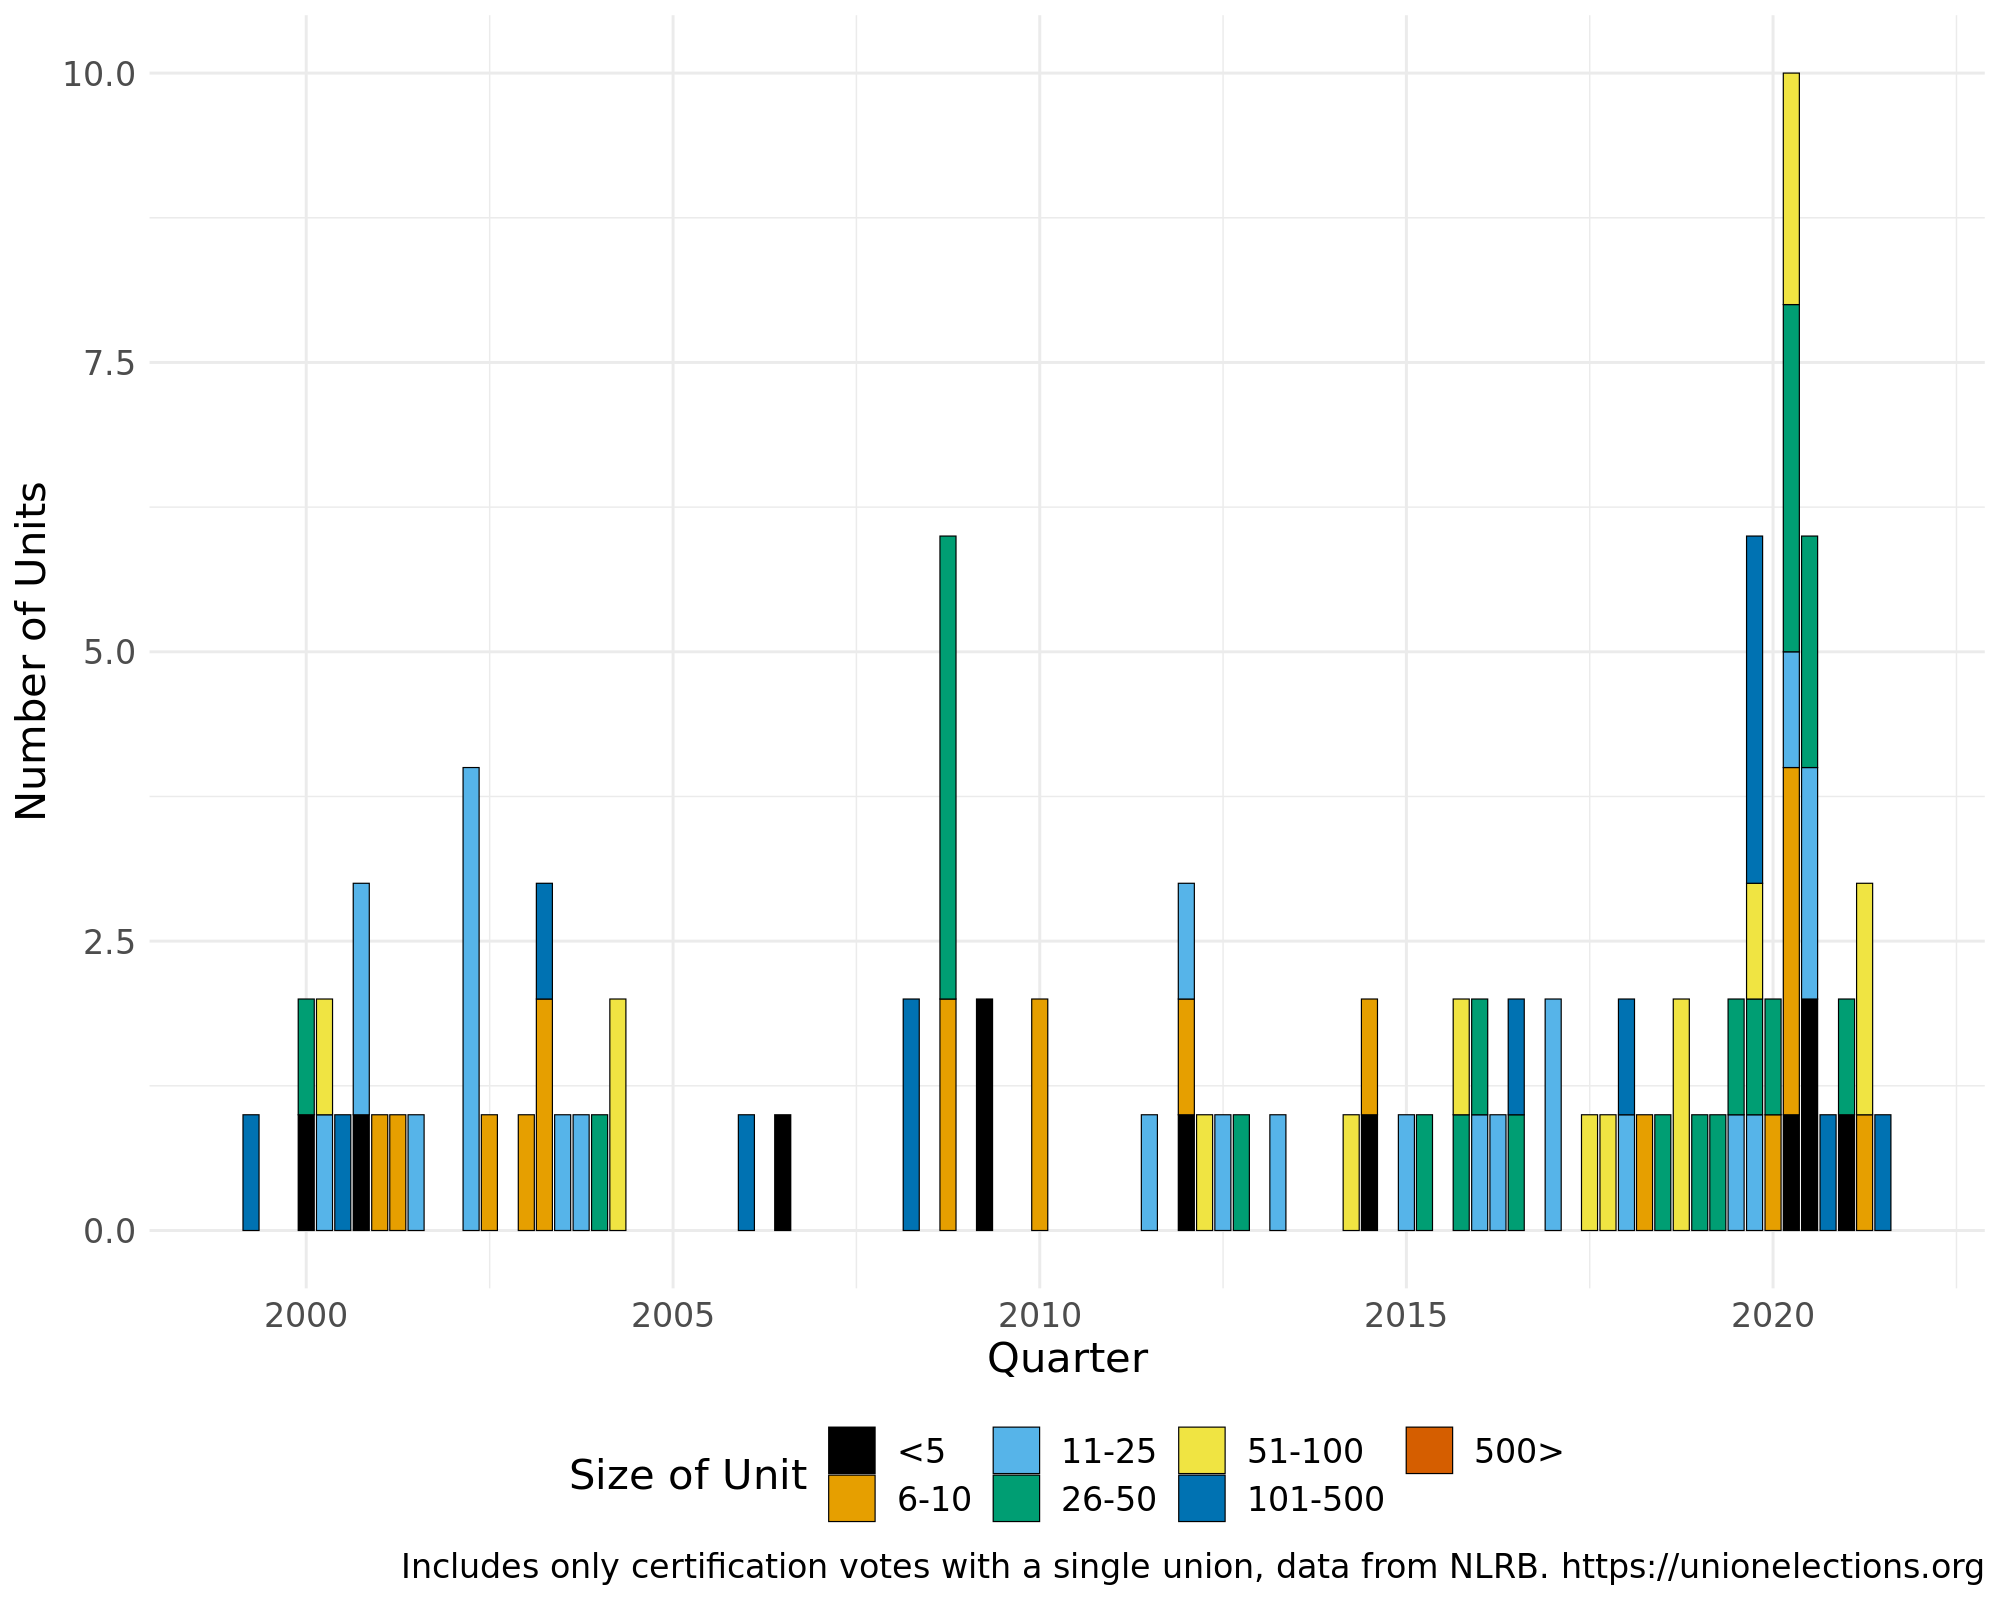 10.0
7.5
5.0
2.5
0.0
Number of Units
2000 2005 2010 2015 2020
Quarter
Size of Unit
<5 11-25 51-100 500>
6-10 26-50 101-500
Includes only certification votes with a single union, data from NLRB. https://unionelections.org